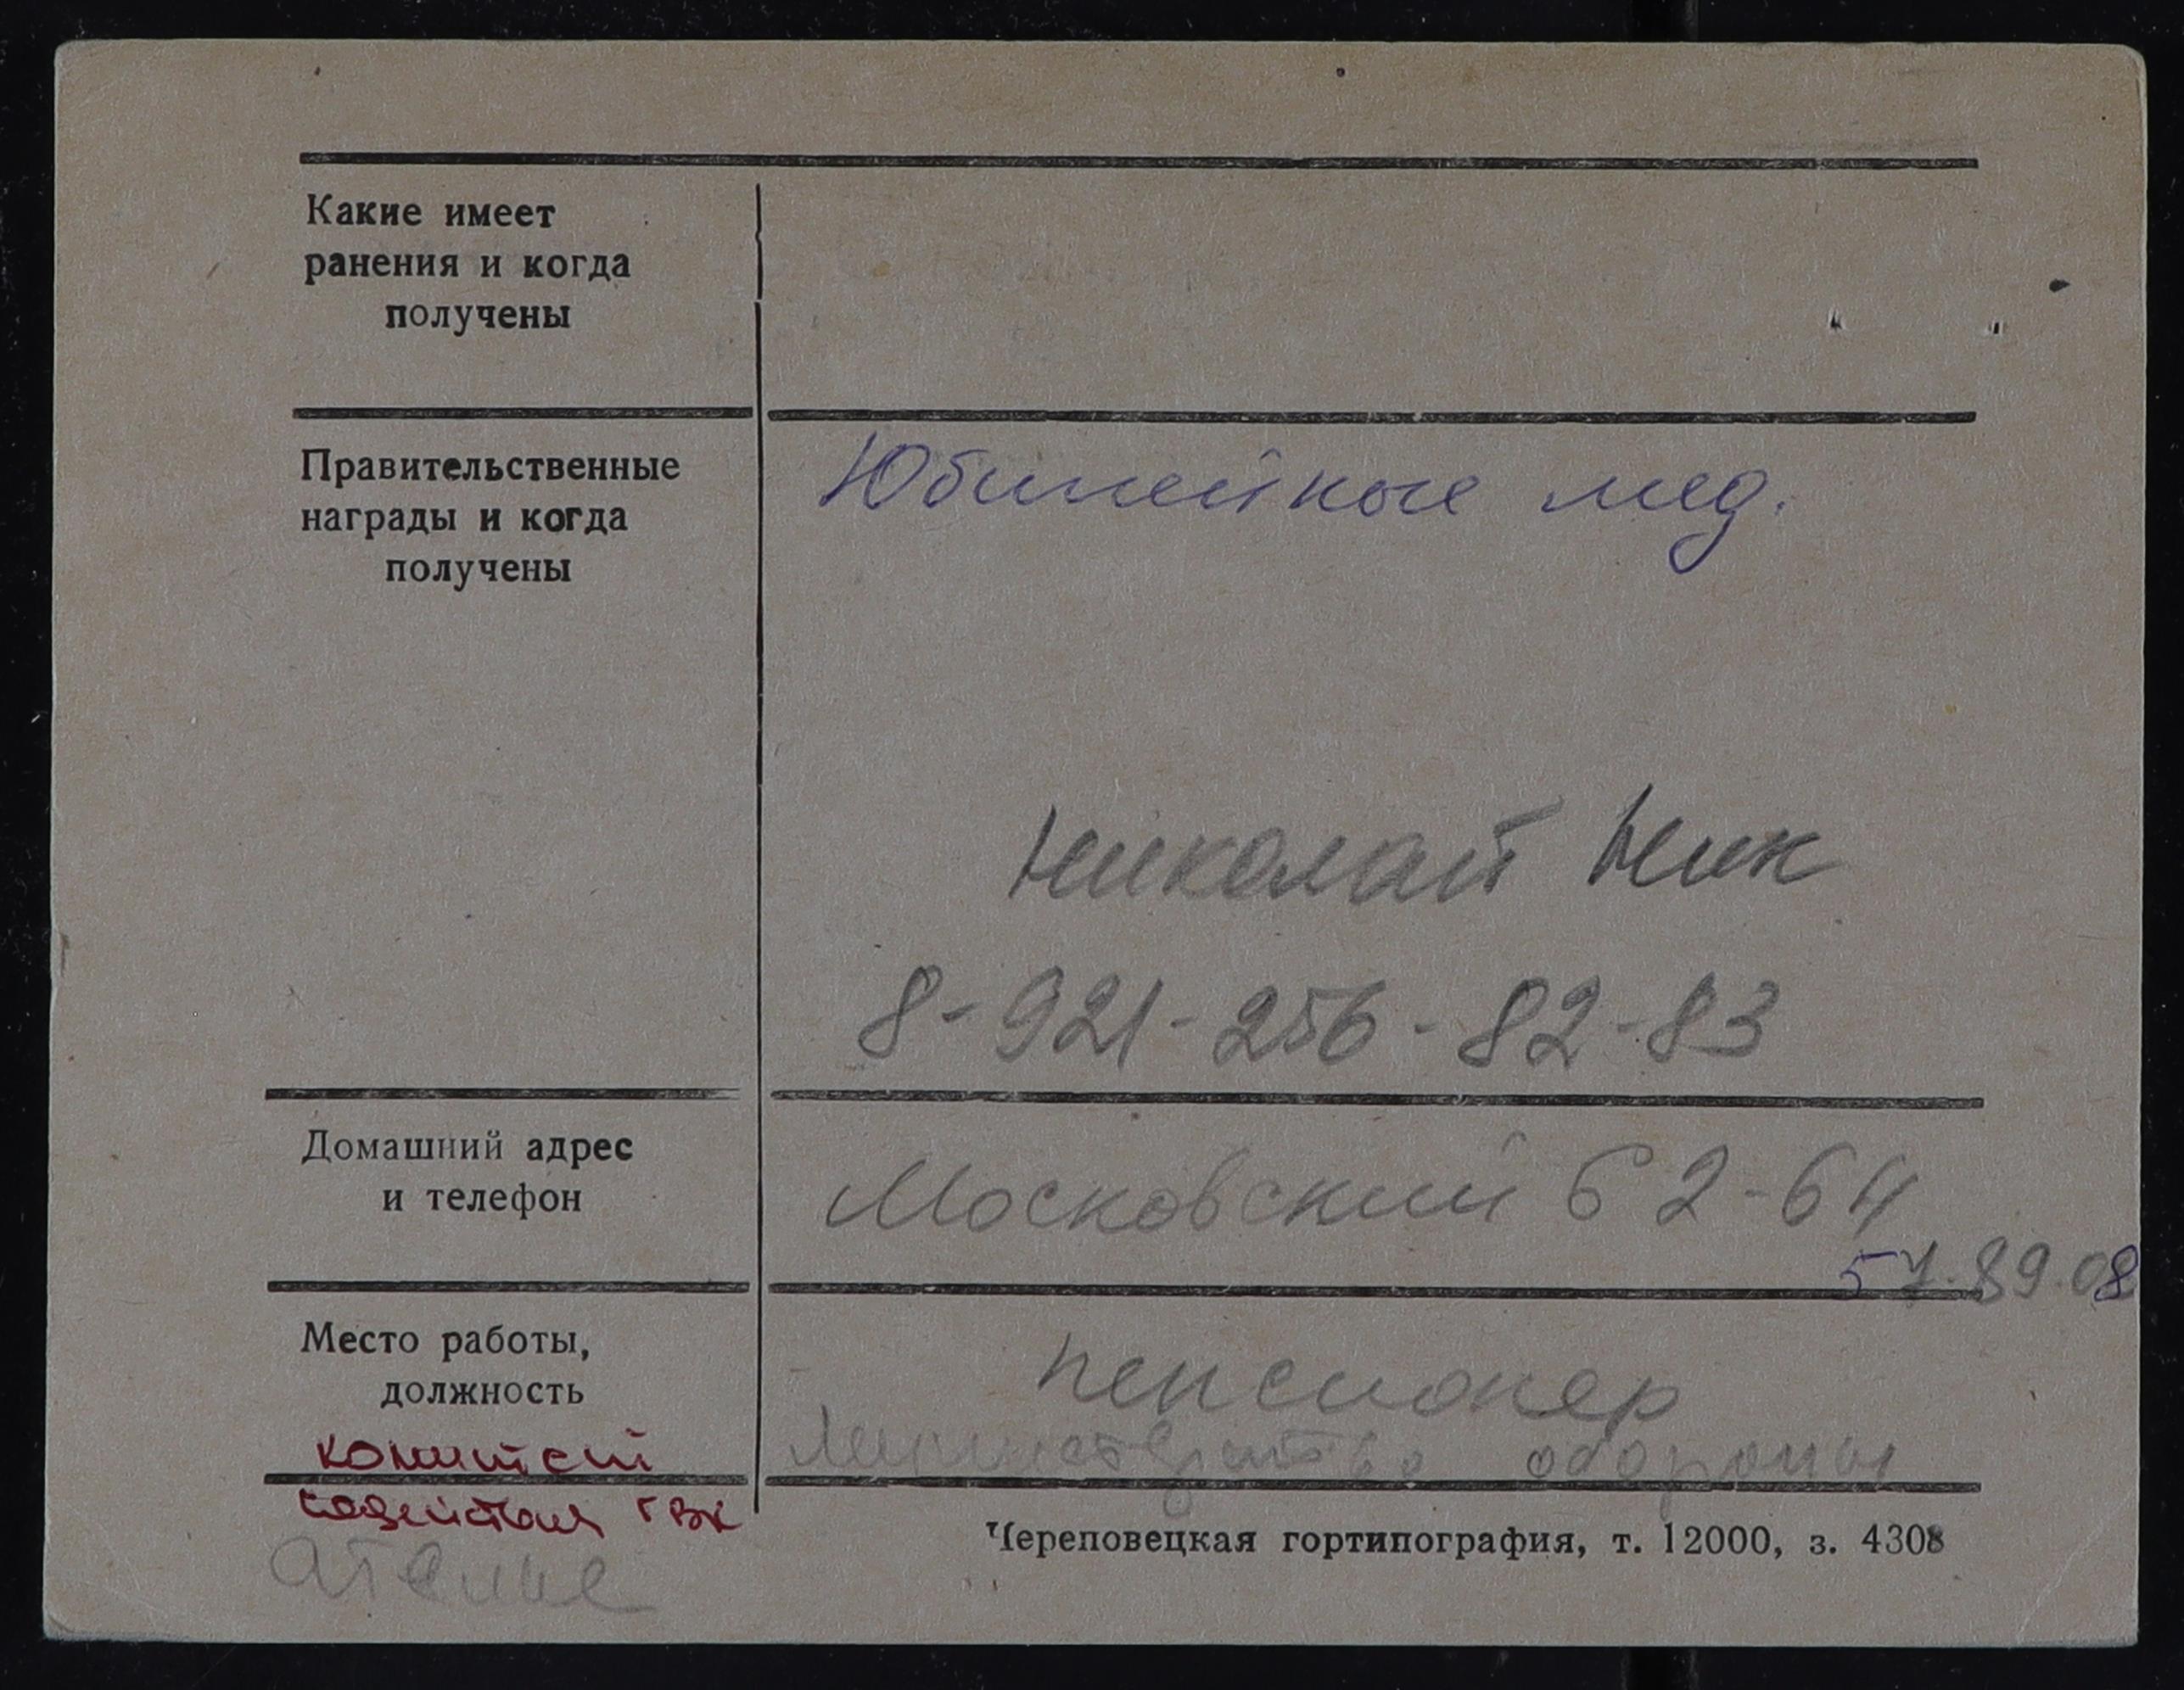 Какие имеет
ранения и когда
получены
Правительственные
награды и когда
получены
Юбилейные мед.
Николай Ник
8-921-256-82-83
Домашний адрес
и телефон
Московский 62-64
57.89.08
Место работы,
должность
пенсионер
Министерство обороны
комитет
содействия ГВК
ателье
Череповецкая гортипография, т. 12000, з. 4308